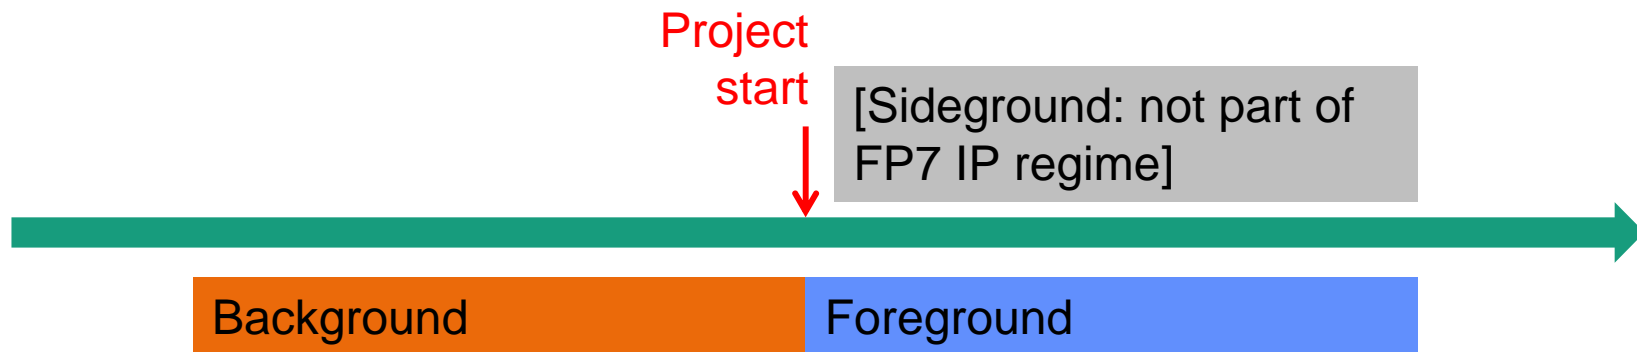 Project
start
[Sideground: not part of
FP7 IP regime]
Background
Foreground